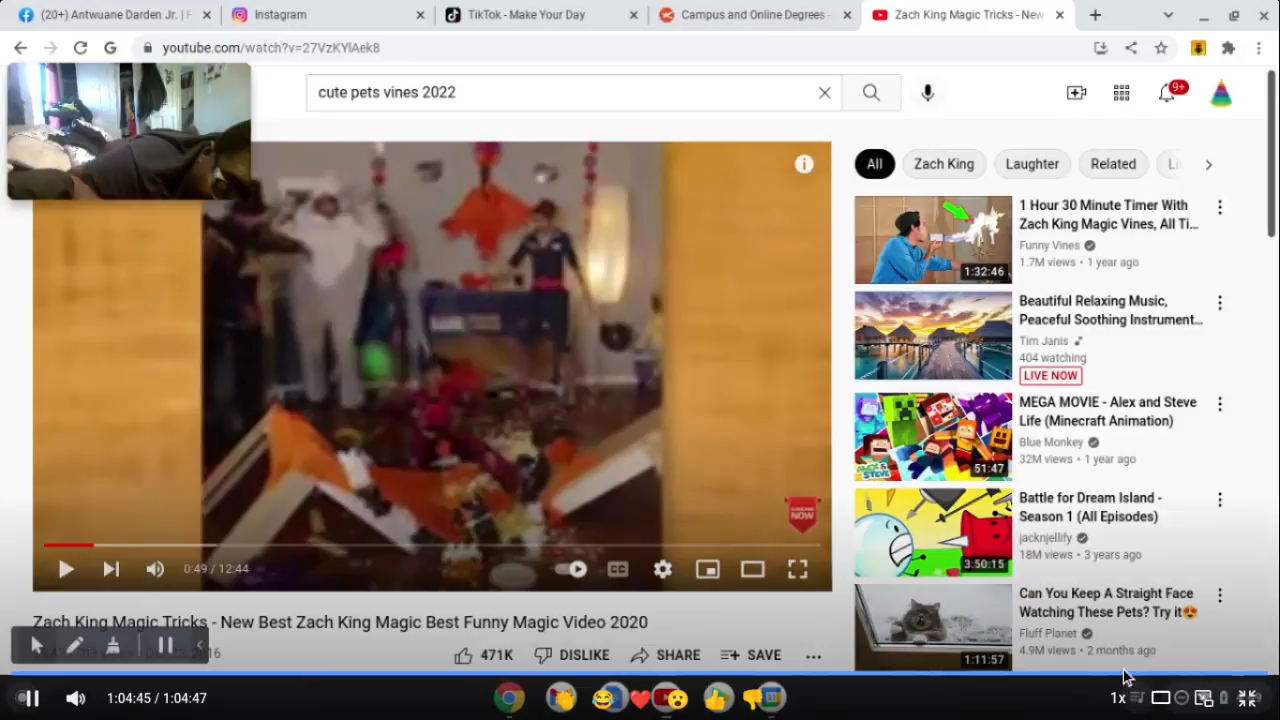 (20+) Antwuane Darden Jr. | F
Instagram
TikTok - Make Your Day
Campus and Online Degrees -
Zach King Magic Tricks - New
youtube.com/watch?v=27VzKYlAek8
cute pets vines 2022
9+
All
Zach King
Laughter
Related
Li
1 Hour 30 Minute Timer With
Zach King Magic Vines, All Ti...
Funny Vines
1.7M views • 1 year ago
1:32:46
Beautiful Relaxing Music,
Peaceful Soothing Instrument...
Tim Janis
404 watching
LIVE NOW
MEGA MOVIE - Alex and Steve
Life (Minecraft Animation)
Blue Monkey
32M views • 1 year ago
ALEX & STEVE
51:47
Battle for Dream Island -
Season 1 (All Episodes)
jacknjellify
18M views • 3 years ago
3:50:15
Can You Keep A Straight Face
Watching These Pets? Try it😍
Fluff Planet
4.9M views • 2 months ago
1:11:57
SUBSCRIBE
NOW
0:49 / 12:44
CC
Zach King Magic Tricks - New Best Zach King Magic Best Funny Magic Video 2020
471K
DISLIKE
SHARE
SAVE
1:04:45 / 1:04:47
1x